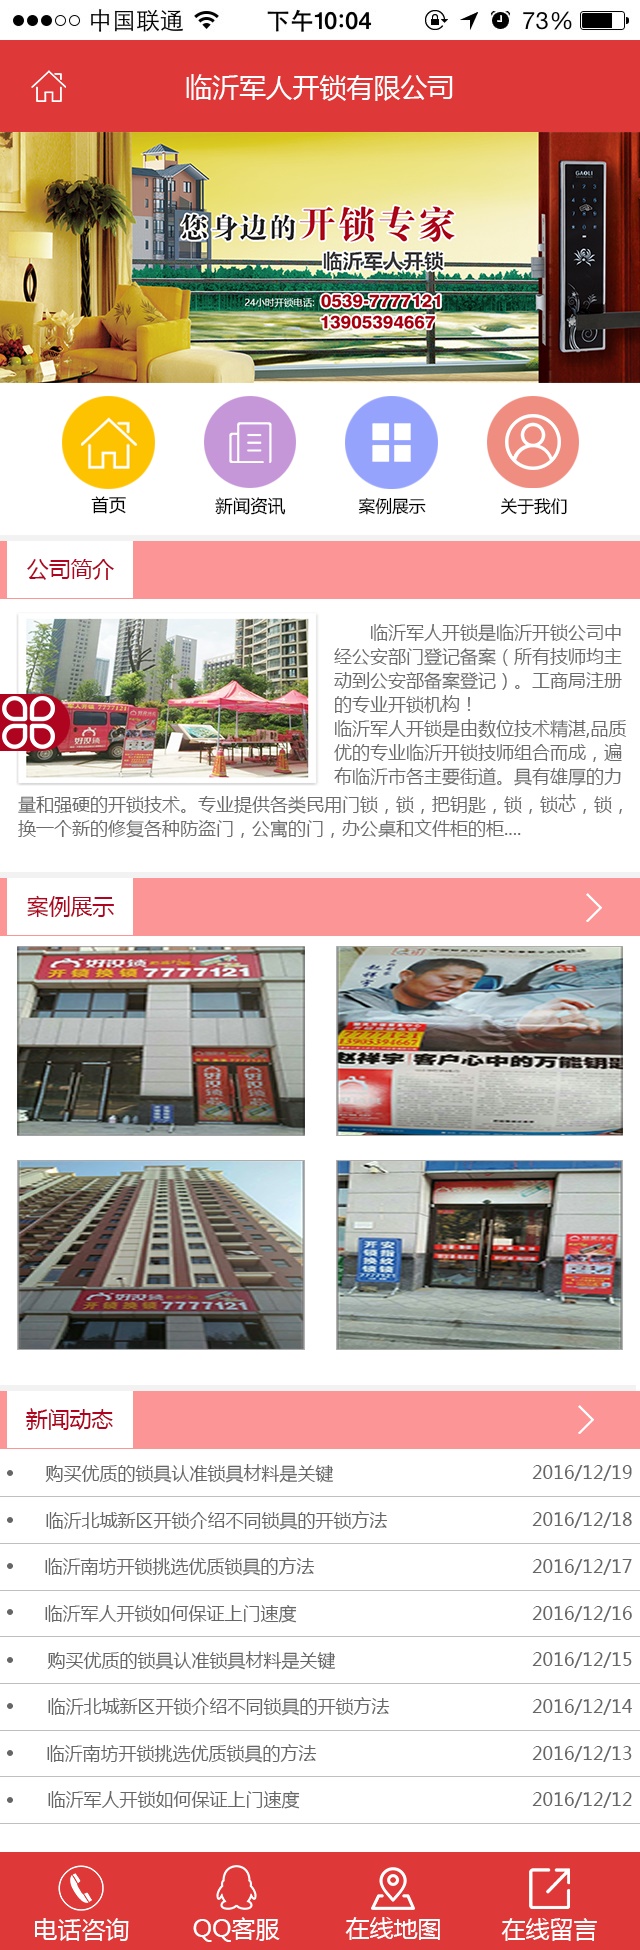 中国联通 下午10:04 73%
临沂军人开锁有限公司
GAOLI
您身边的开锁专家
临沂军人开锁
24小时开锁电话: 0539-7777121
13905394667
首页 新闻资讯 案例展示 关于我们
公司简介
临沂军人开锁是临沂开锁公司中
经公安部门登记备案（所有技师均主
动到公安部备案登记）。工商局注册
的专业开锁机构！
临沂军人开锁是由数位技术精湛,品质
优的专业临沂开锁技师组合而成，遍
布临沂市各主要街道。具有雄厚的力
量和强硬的开锁技术。专业提供各类民用门锁，锁，把钥匙，锁，锁芯，锁，
换一个新的修复各种防盗门，公寓的门，办公桌和文件柜的柜....
案例展示
好汉锁
开锁换锁 7777121
7777121
13905394667
赵祥宇 客户心中的万能钥匙
好汉锁
开锁换锁 7777121
开锁换锁
安指纹锁
新闻动态
• 购买优质的锁具认准锁具材料是关键 2016/12/19
• 临沂北城新区开锁介绍不同锁具的开锁方法 2016/12/18
• 临沂南坊开锁挑选优质锁具的方法 2016/12/17
• 临沂军人开锁如何保证上门速度 2016/12/16
• 购买优质的锁具认准锁具材料是关键 2016/12/15
• 临沂北城新区开锁介绍不同锁具的开锁方法 2016/12/14
• 临沂南坊开锁挑选优质锁具的方法 2016/12/13
• 临沂军人开锁如何保证上门速度 2016/12/12
电话咨询 QQ客服 在线地图 在线留言